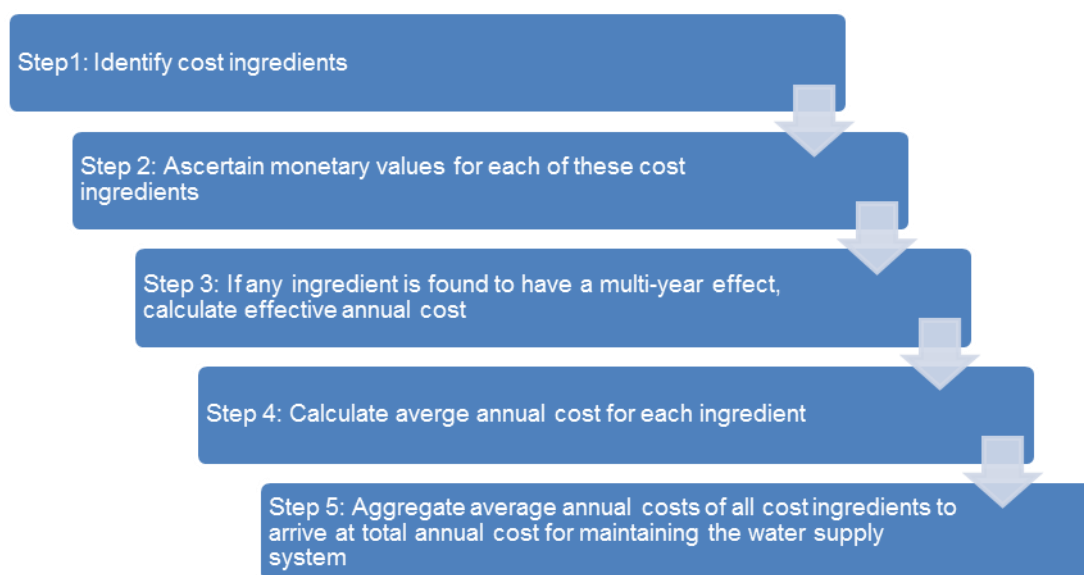 Step1: Identify cost ingredients
Step 2: Ascertain monetary values for each of these cost
ingredients
Step 3: If any ingredient is found to have a multi-year effect,
calculate effective annual cost
Step 4: Calculate averge annual cost for each ingredient
Step 5: Aggregate average annual costs of all cost ingredients to
arrive at total annual cost for maintaining the water supply
system